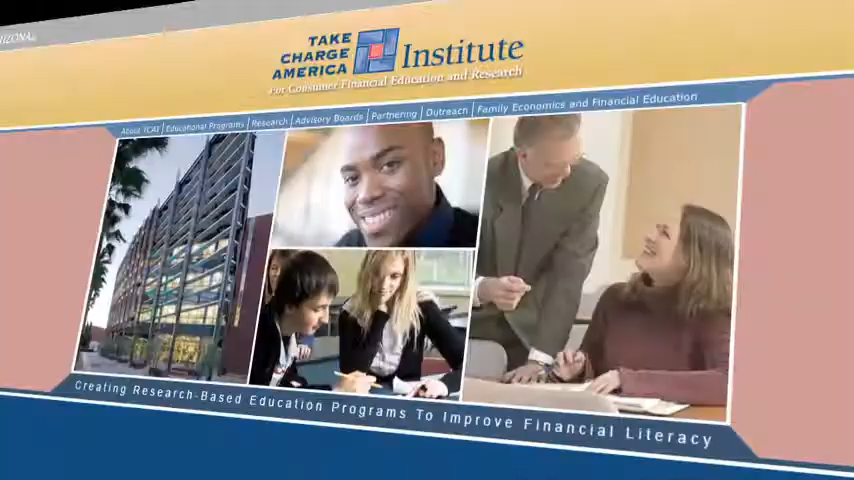 TAKE
CHARGE
AMERICA
Institute
For Consumer Financial Education and Research
About TCAI | Educational Programs | Research | Advisory Boards | Partnering | Outreach | Family Economics and Financial Education
Creating Research-Based Education Programs To Improve Financial Literacy